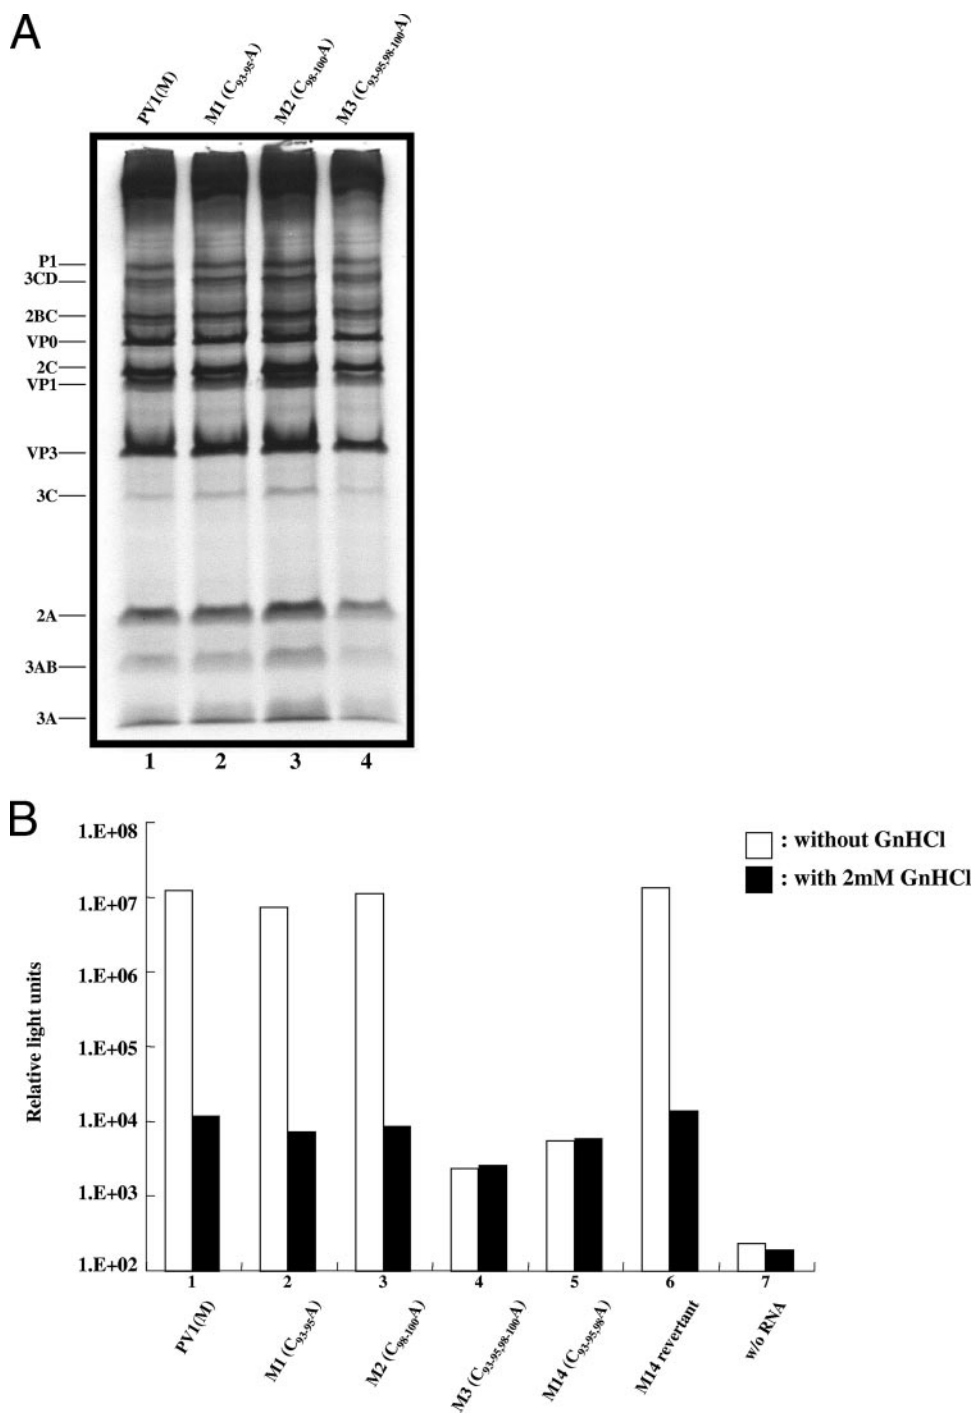 A
PV1(M)
M1 (C93-95A)
M2 (C98-100A)
M3 (C93-95,98-100A)
P1
3CD
2BC
VP0
2C
VP1
VP3
3C
2A
3AB
3A
1 2 3 4
B
1.E+08
1.E+07
1.E+06
1.E+05
1.E+04
1.E+03
1.E+02
Relative light units
: without GnHCl
: with 2mM GnHCl
1 2 3 4 5 6 7
PV1(M)
M1 (C93-95A)
M2 (C98-100A)
M3 (C93-95,98-100A)
M14 (C93-95,98A)
M14 revertant
w/o RNA